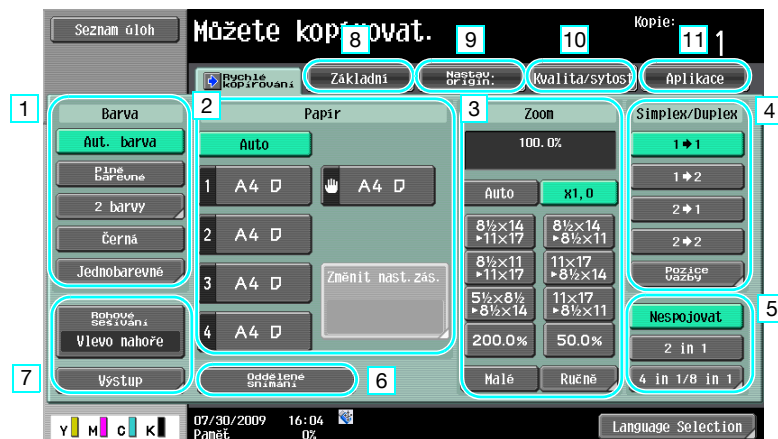 Seznam úloh
Můžete kopírovat.
Kopie:
1
8
9
10
11
Rychlé kopírování
Základní
Nastav. origin:
Kvalita/sytost
Aplikace
1
Barva
Aut. barva
Plně barevné
2 barvy
Černá
Jednobarevné
2
Papír
Auto
1 A4
A4
2 A4
3 A4
Změnit nast.zás.
4 A4
3
Zoom
100.0%
Auto
x1,0
8½×14 ▸11×17
8½×14 ▸8½×11
8½×11 ▸11×17
11×17 ▸8½×14
5½×8½ ▸8½×14
11×17 ▸8½×11
200.0%
50.0%
Malé
Ručně
4
Simplex/Duplex
1➔1
1➔2
2➔1
2➔2
Pozice vazby
5
Nespojovat
2 in 1
4 in 1/8 in 1
Rohové sešívání
Vlevo nahoře
7
Výstup
Oddělené snímání
6
Y M C K
07/30/2009 16:04
Paměť 0%
Language Selection